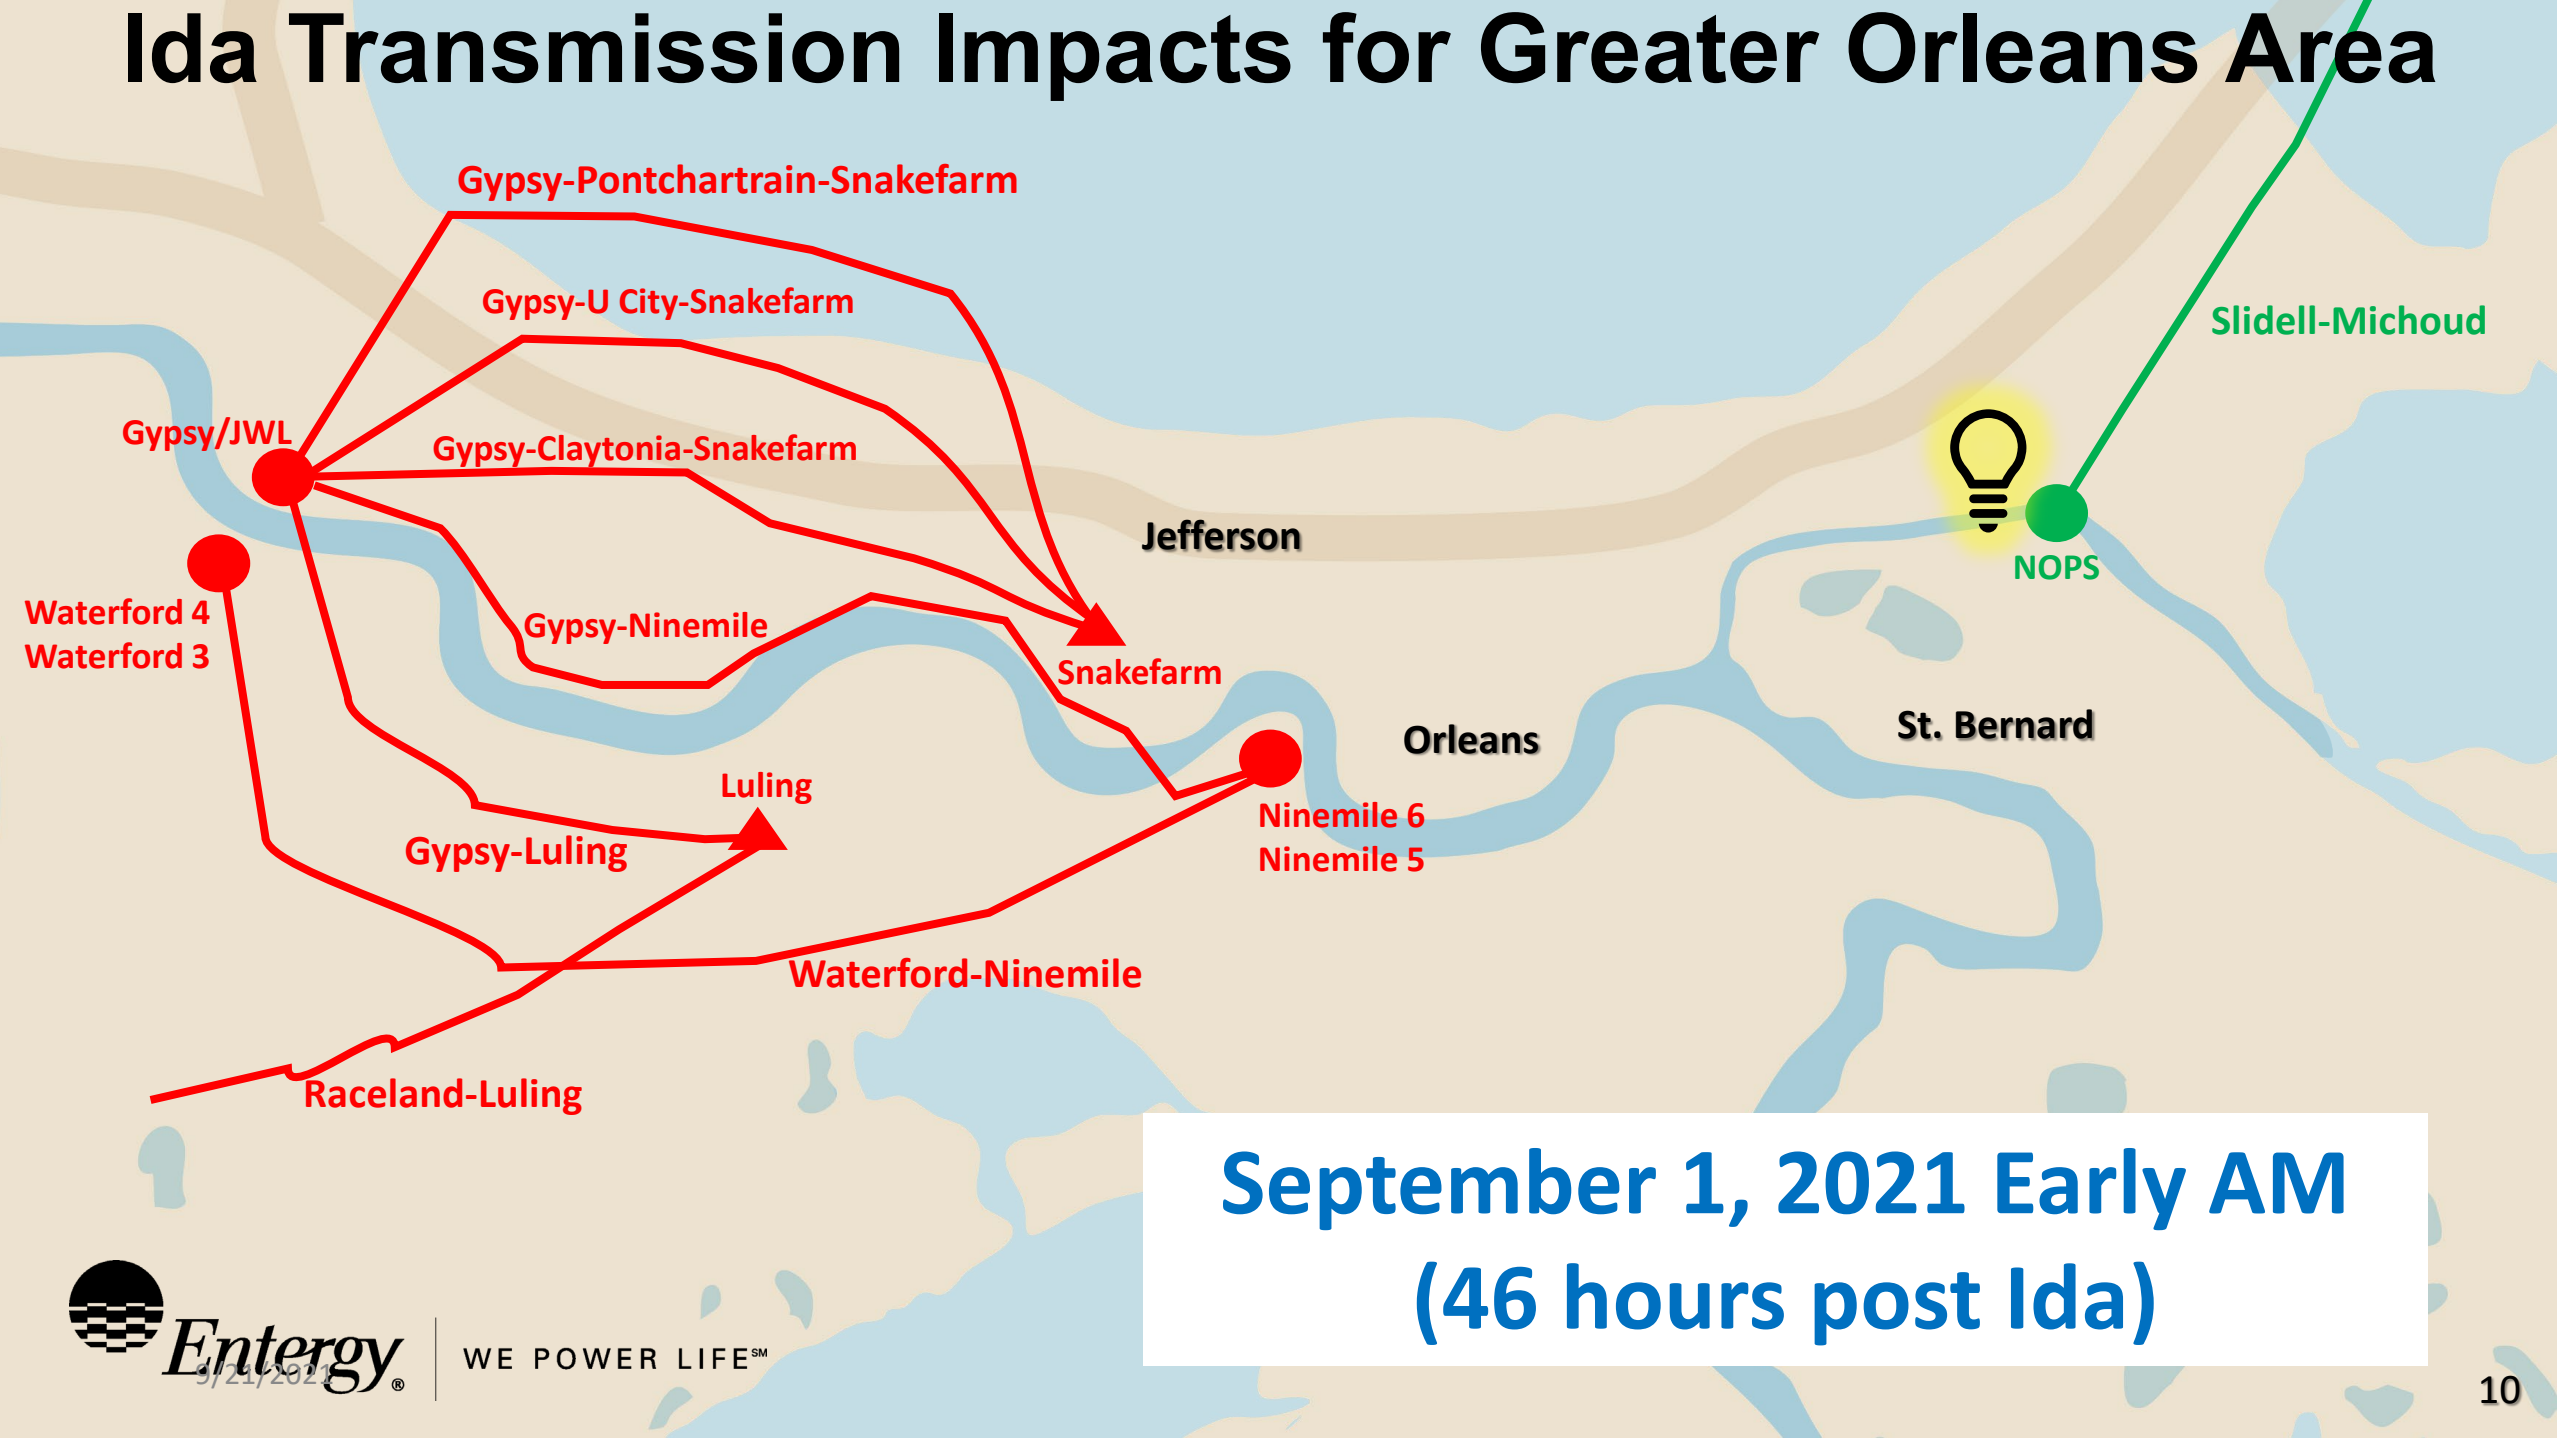 Ida Transmission Impacts for Greater Orleans Area
Gypsy-Pontchartrain-Snakefarm
Gypsy-U City-Snakefarm
Slidell-Michoud
Gypsy/JWL
Gypsy-Claytonia-Snakefarm
Jefferson
NOPS
Waterford 4
Waterford 3
Gypsy-Ninemile
Snakefarm
Orleans
St. Bernard
Luling
Ninemile 6
Ninemile 5
Gypsy-Luling
Waterford-Ninemile
Raceland-Luling
September 1, 2021 Early AM
(46 hours post Ida)
Entergy®
WE POWER LIFE℠
9/21/2021
10